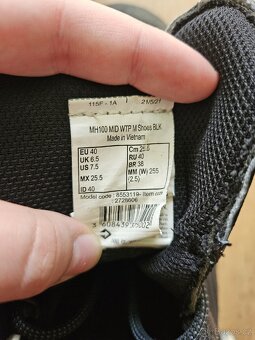 115F - 1A 21/5/21
MH100 MID WTP M Shoes BLK
Made in Vietnam
EU 40 Cm 25.5
UK 6.5 RU 40
US 7.5 BR 38
MX 25.5 MM (W) 255
ID 40 (2.5)
Model code : 8553119- Item code
: 2728606